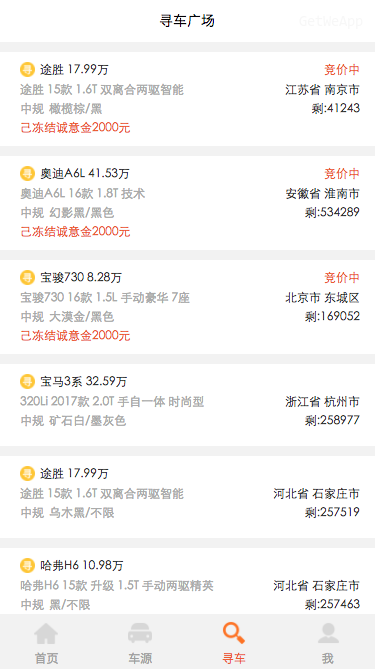 寻车广场
GetWeApp
寻 途胜 17.99万 竞价中
途胜 15款 1.6T 双离合两驱智能 江苏省 南京市
中规 橄榄棕/黑 剩:41243
己冻结诚意金2000元
寻 奥迪A6L 41.53万 竞价中
奥迪A6L 16款 1.8T 技术 安徽省 淮南市
中规 幻影黑/黑色 剩:534289
己冻结诚意金2000元
寻 宝骏730 8.28万 竞价中
宝骏730 16款 1.5L 手动豪华 7座 北京市 东城区
中规 大漠金/黑色 剩:169052
己冻结诚意金2000元
寻 宝马3系 32.59万
320Li 2017款 2.0T 手自一体 时尚型 浙江省 杭州市
中规 矿石白/墨灰色 剩:258977
寻 途胜 17.99万
途胜 15款 1.6T 双离合两驱智能 河北省 石家庄市
中规 乌木黑/不限 剩:257519
寻 哈弗H6 10.98万
哈弗H6 15款 升级 1.5T 手动两驱精英 河北省 石家庄市
中规 黑/不限 剩:257463
首页 车源 寻车 我